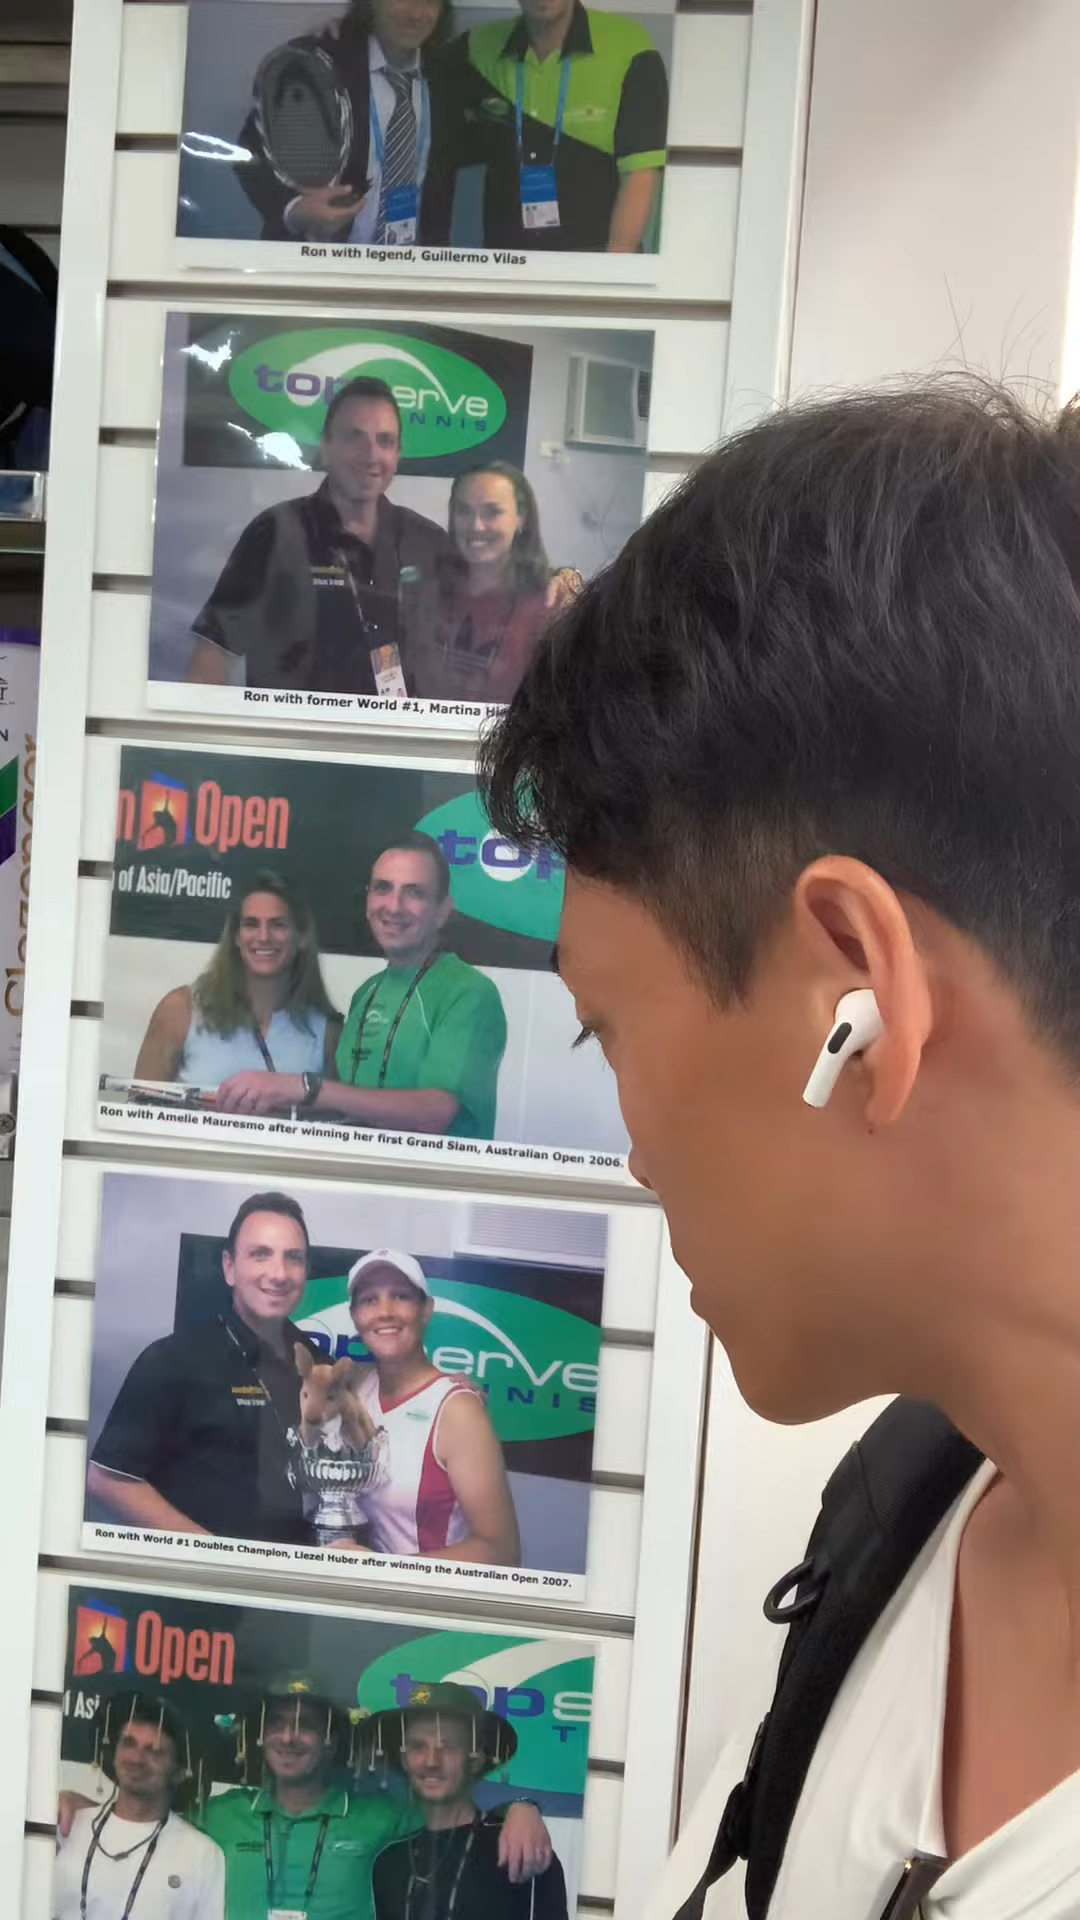 Ron with legend, Guillermo Vilas
topserve
TENNIS
Ron with former World #1, Martina
Open
of Asia/Pacific
Ron with Amelie Mauresmo after winning her first Grand Slam, Australian Open 2006.
Ron with World #1 Doubles Champion, Liezel Huber after winning the Australian Open 2007.
Open